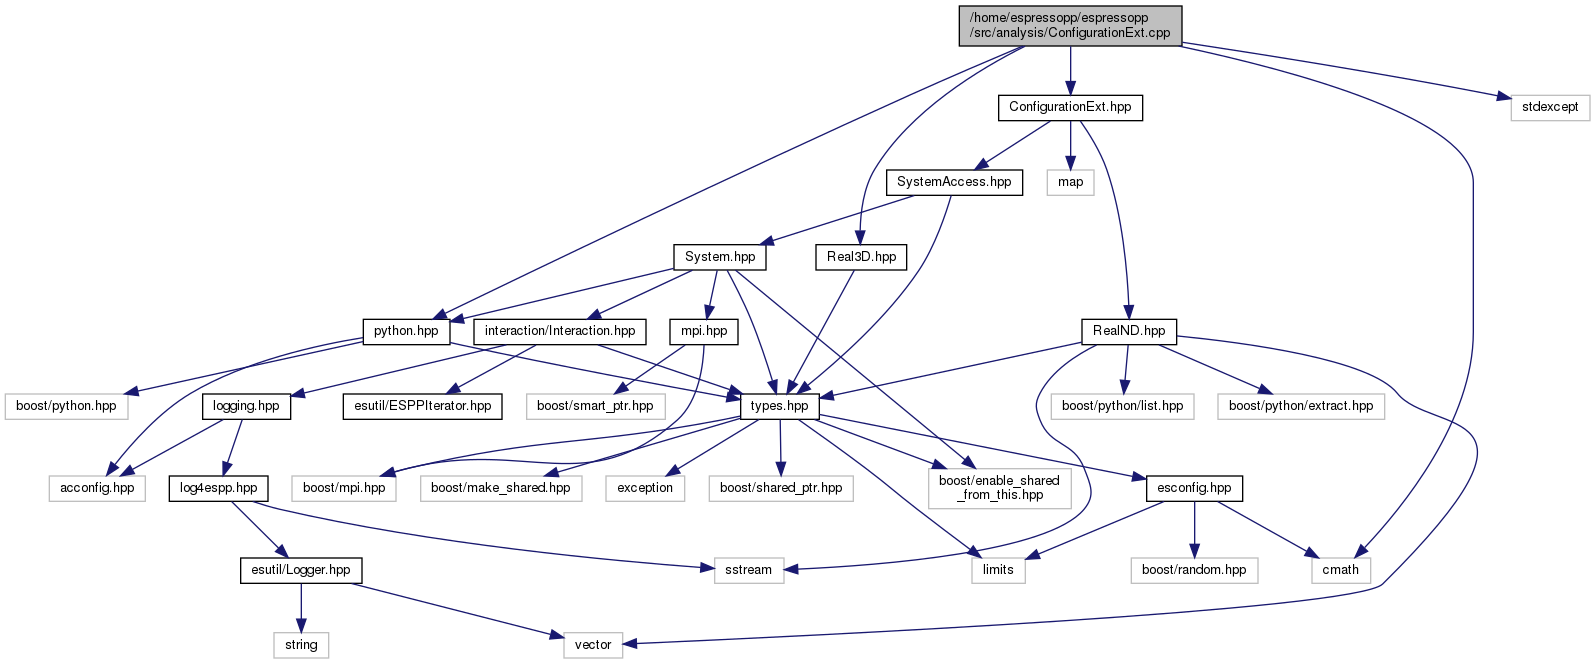 /home/espressopp/espressopp
/src/analysis/ConfigurationExt.cpp
ConfigurationExt.hpp
stdexcept
SystemAccess.hpp
map
System.hpp
Real3D.hpp
python.hpp
interaction/Interaction.hpp
mpi.hpp
RealND.hpp
boost/python.hpp
logging.hpp
esutil/ESPPIterator.hpp
boost/smart_ptr.hpp
types.hpp
boost/python/list.hpp
boost/python/extract.hpp
acconfig.hpp
log4espp.hpp
boost/mpi.hpp
boost/make_shared.hpp
exception
boost/shared_ptr.hpp
boost/enable_shared
_from_this.hpp
esconfig.hpp
esutil/Logger.hpp
sstream
limits
boost/random.hpp
cmath
string
vector